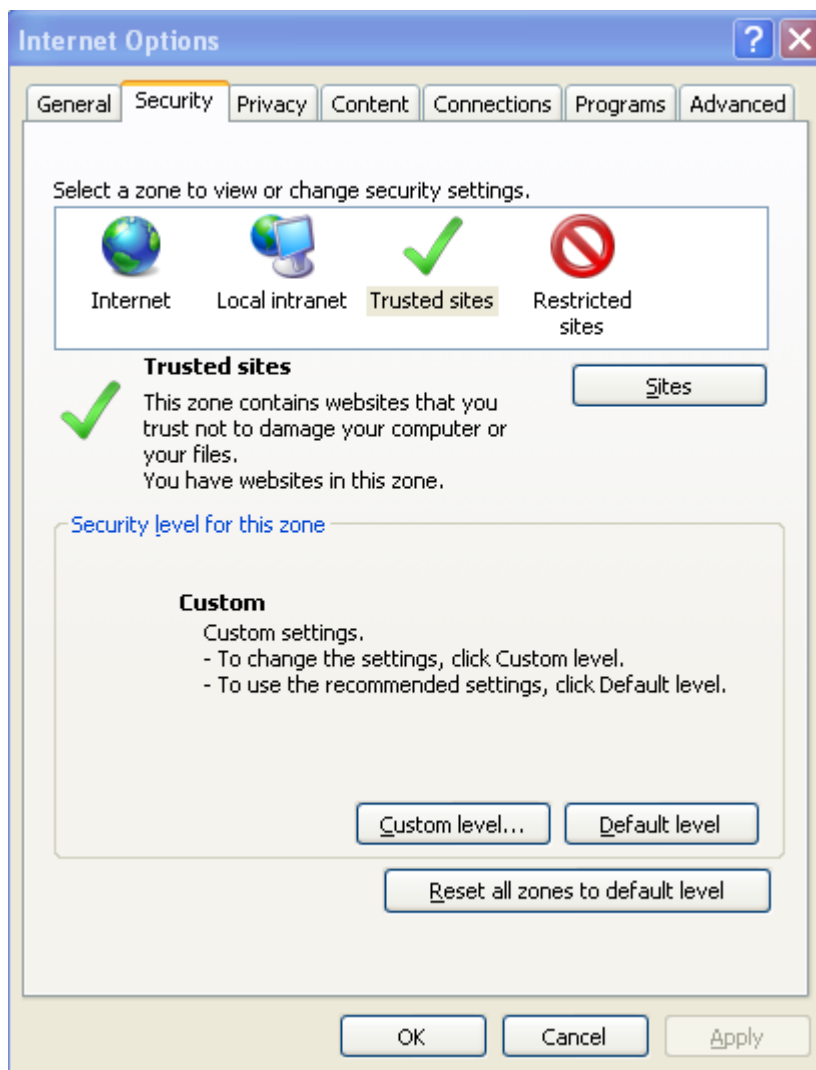 Internet Options
?
General Security Privacy Content Connections Programs Advanced
Select a zone to view or change security settings.
Internet Local intranet Trusted sites Restricted sites
Trusted sites
Sites
This zone contains websites that you
trust not to damage your computer or
your files.
You have websites in this zone.
Security level for this zone
Custom
Custom settings.
- To change the settings, click Custom level.
- To use the recommended settings, click Default level.
Custom level... Default level
Reset all zones to default level
OK Cancel Apply